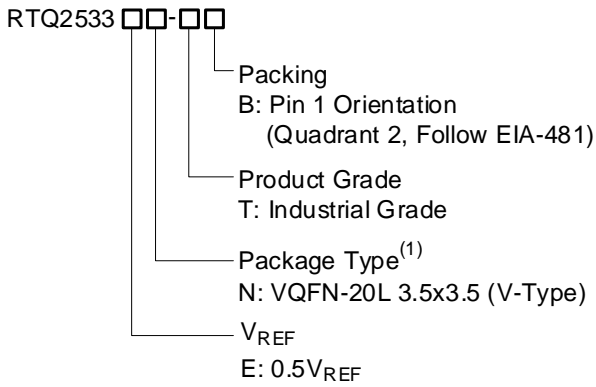 RTQ2533 □□-□□
Packing
B: Pin 1 Orientation
(Quadrant 2, Follow EIA-481)
Product Grade
T: Industrial Grade
Package Type(1)
N: VQFN-20L 3.5x3.5 (V-Type)
VREF
E: 0.5VREF